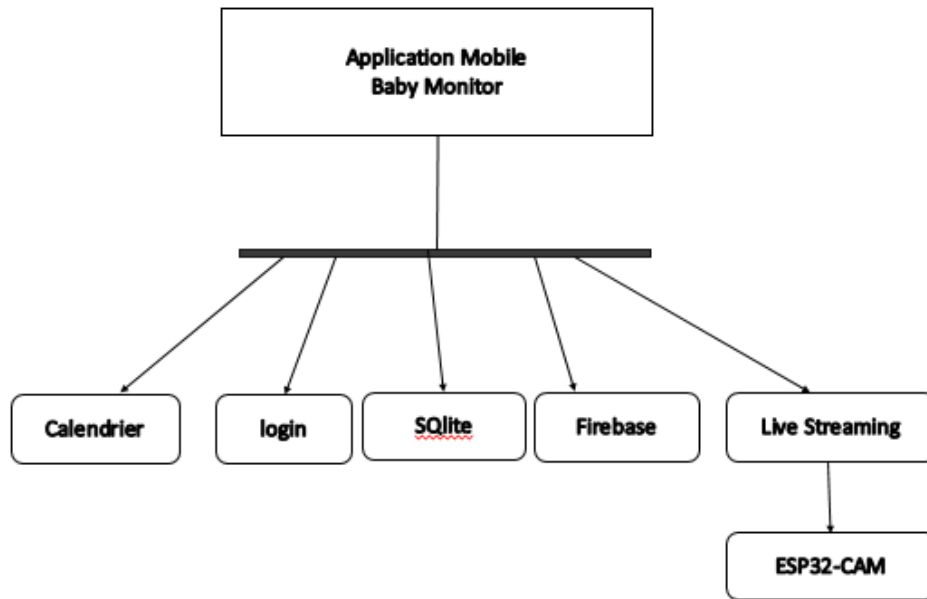 Application Mobile
Baby Monitor
Calendrier
login
SQlite
Firebase
Live Streaming
ESP32-CAM